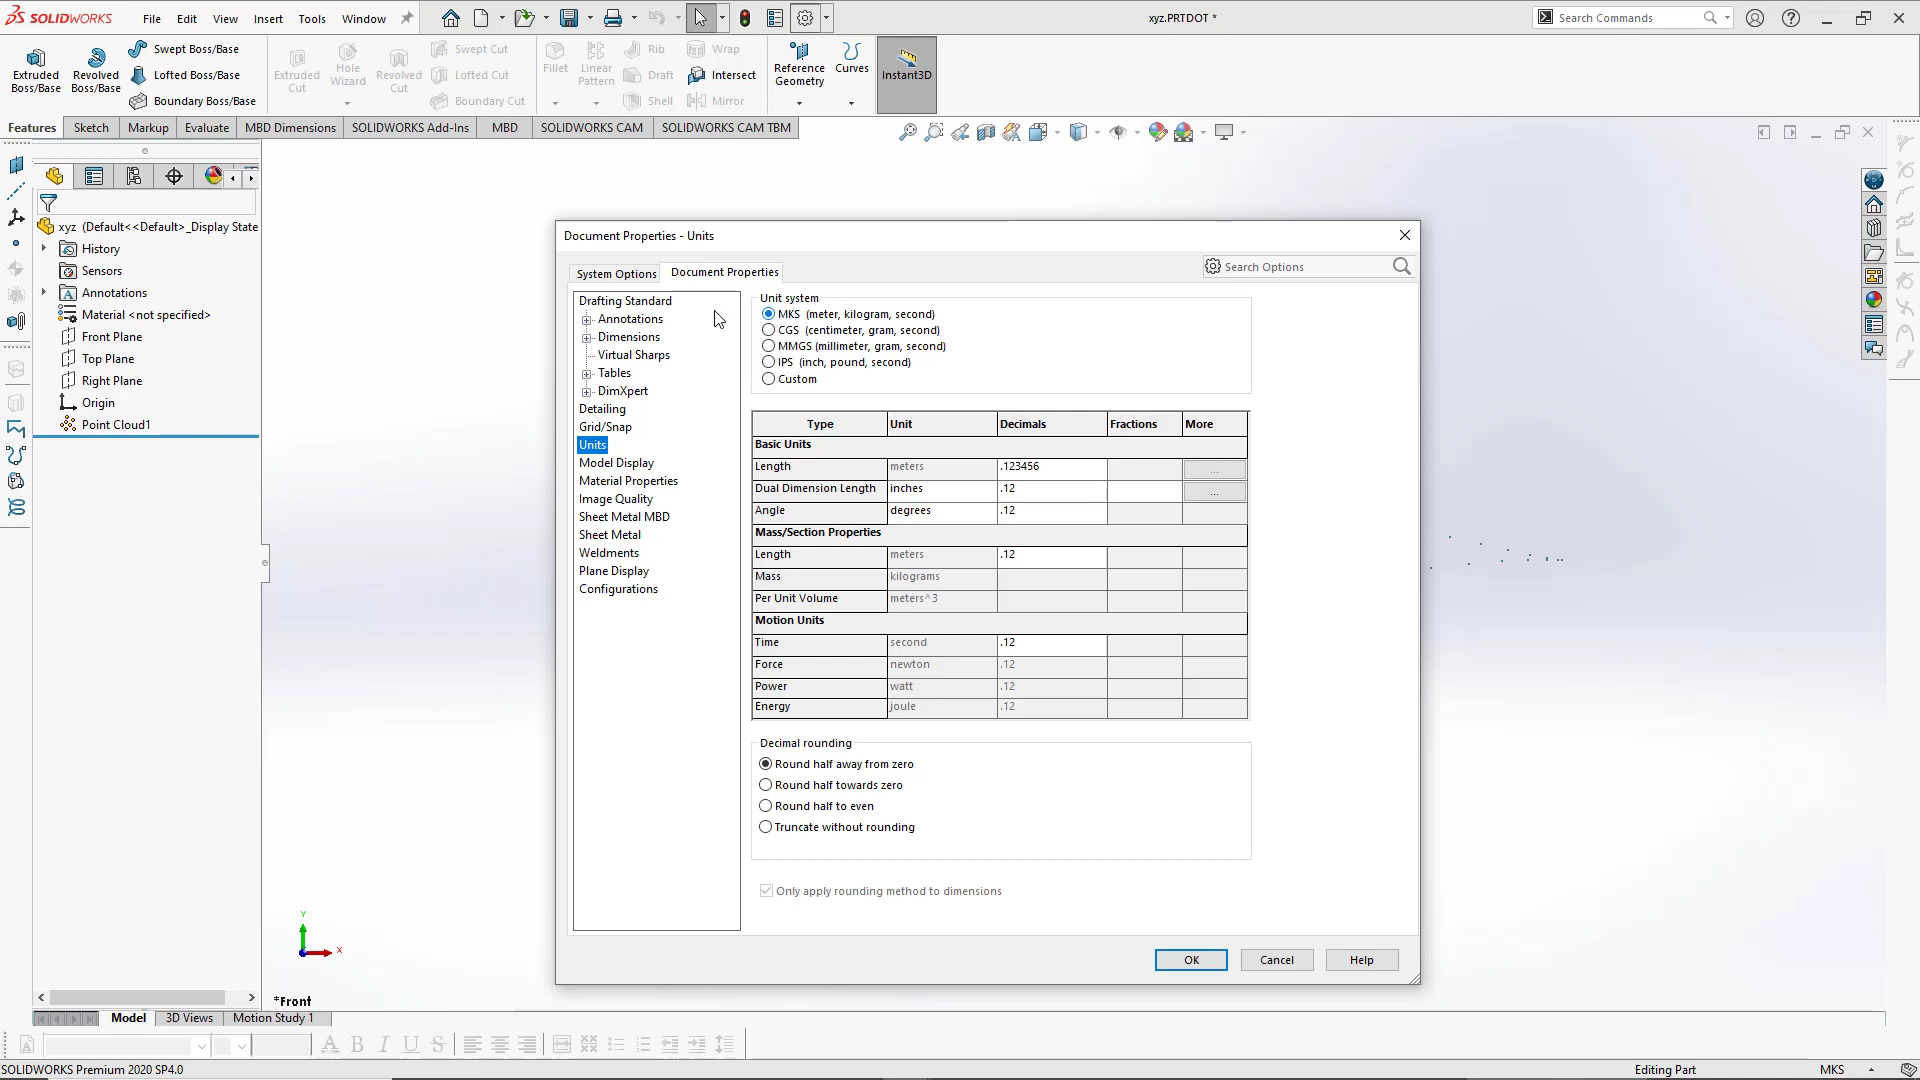 SOLIDWORKS File Edit View Insert Tools Window xyz.PRTDOT * Search Commands
Extruded Boss/Base
Revolved Boss/Base
Swept Boss/Base
Lofted Boss/Base
Boundary Boss/Base
Extruded Cut
Hole Wizard
Revolved Cut
Swept Cut
Lofted Cut
Boundary Cut
Fillet
Linear Pattern
Rib
Draft
Shell
Wrap
Intersect
Mirror
Reference Geometry
Curves
Instant3D
Features Sketch Markup Evaluate MBD Dimensions SOLIDWORKS Add-Ins MBD SOLIDWORKS CAM SOLIDWORKS CAM TBM
xyz (Default<<Default>_Display State
History
Sensors
Annotations
Material <not specified>
Front Plane
Top Plane
Right Plane
Origin
Point Cloud1
Document Properties - Units
System Options Document Properties
Search Options
Drafting Standard
Annotations
Dimensions
Virtual Sharps
Tables
DimXpert
Detailing
Grid/Snap
Units
Model Display
Material Properties
Image Quality
Sheet Metal MBD
Sheet Metal
Weldments
Plane Display
Configurations
Unit system
MKS (meter, kilogram, second)
CGS (centimeter, gram, second)
MMGS (millimeter, gram, second)
IPS (inch, pound, second)
Custom
Type Unit Decimals Fractions More
Basic Units
Length meters .123456 ...
Dual Dimension Length inches .12 ...
Angle degrees .12
Mass/Section Properties
Length meters .12
Mass kilograms
Per Unit Volume meters^3
Motion Units
Time second .12
Force newton .12
Power watt .12
Energy joule .12
Decimal rounding
Round half away from zero
Round half towards zero
Round half to even
Truncate without rounding
Only apply rounding method to dimensions
OK Cancel Help
Y
X
*Front
Model 3D Views Motion Study 1
A B I U S
SOLIDWORKS Premium 2020 SP4.0 Editing Part MKS